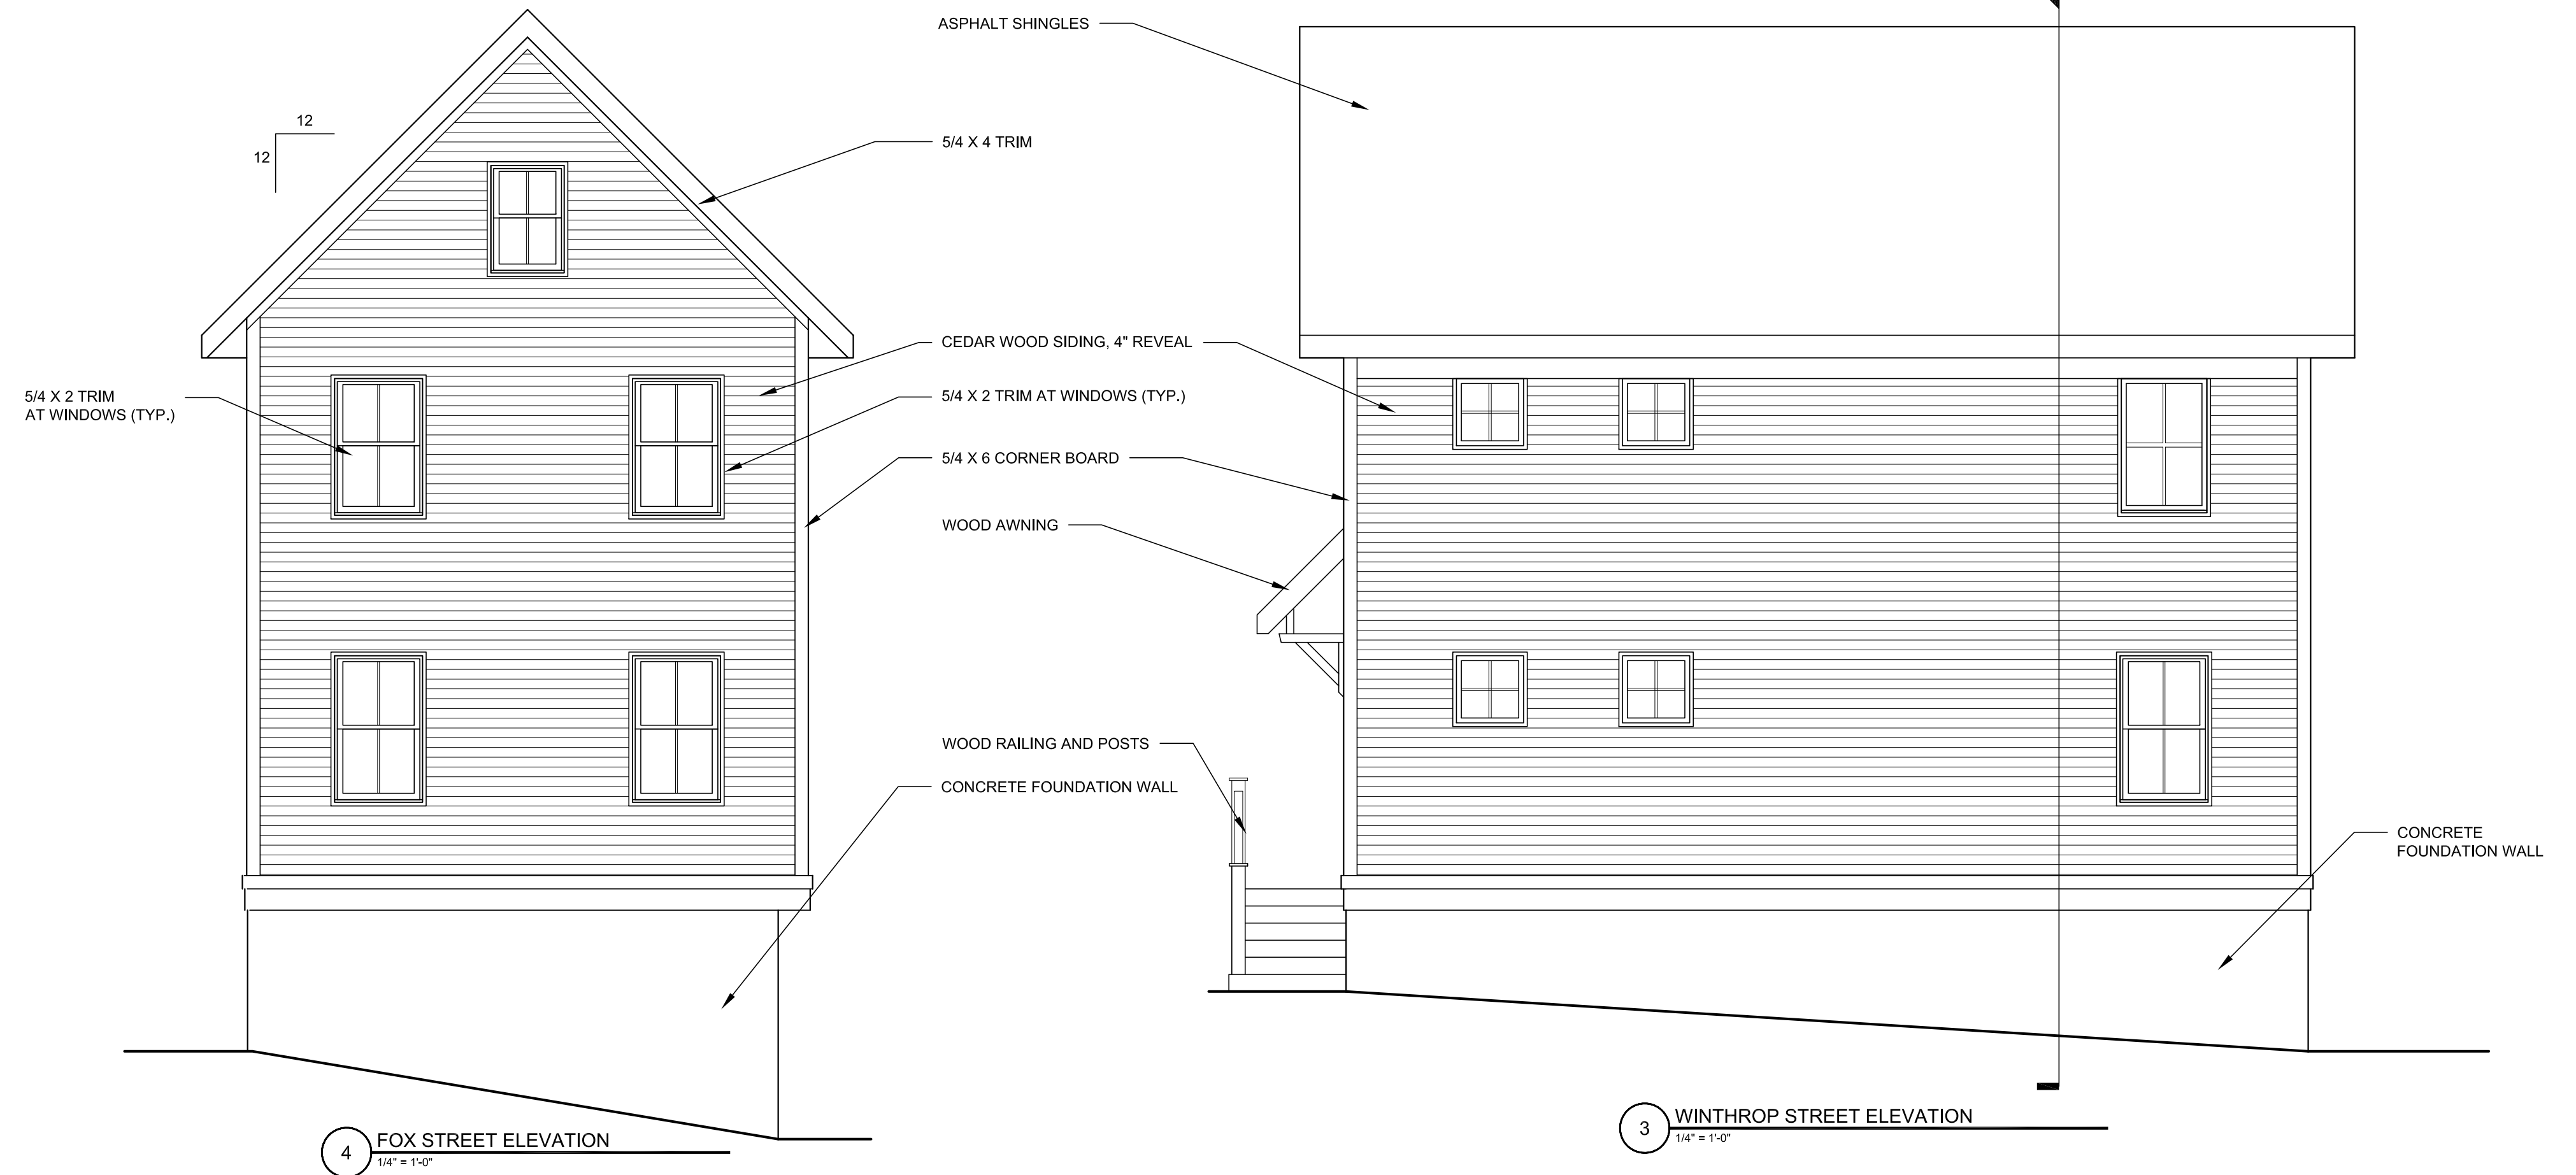 ASPHALT SHINGLES
12
12
5/4 X 4 TRIM
CEDAR WOOD SIDING, 4" REVEAL
5/4 X 2 TRIM
AT WINDOWS (TYP.)
5/4 X 2 TRIM AT WINDOWS (TYP.)
5/4 X 6 CORNER BOARD
WOOD AWNING
WOOD RAILING AND POSTS
CONCRETE FOUNDATION WALL
CONCRETE
FOUNDATION WALL
4 FOX STREET ELEVATION
1/4" = 1'-0"
3 WINTHROP STREET ELEVATION
1/4" = 1'-0"